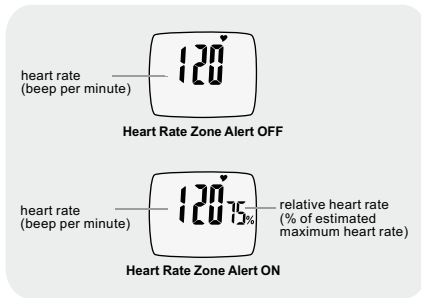 120
heart rate
(beep per minute)
Heart Rate Zone Alert OFF
120 75%
heart rate
(beep per minute)
relative heart rate
(% of estimated
maximum heart rate)
Heart Rate Zone Alert ON